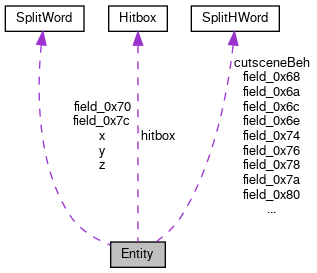 SplitWord
Hitbox
SplitHWord
field_0x70
field_0x7c
x
y
z
hitbox
cutsceneBeh
field_0x68
field_0x6a
field_0x6c
field_0x6e
field_0x74
field_0x76
field_0x78
field_0x7a
field_0x80
...
Entity